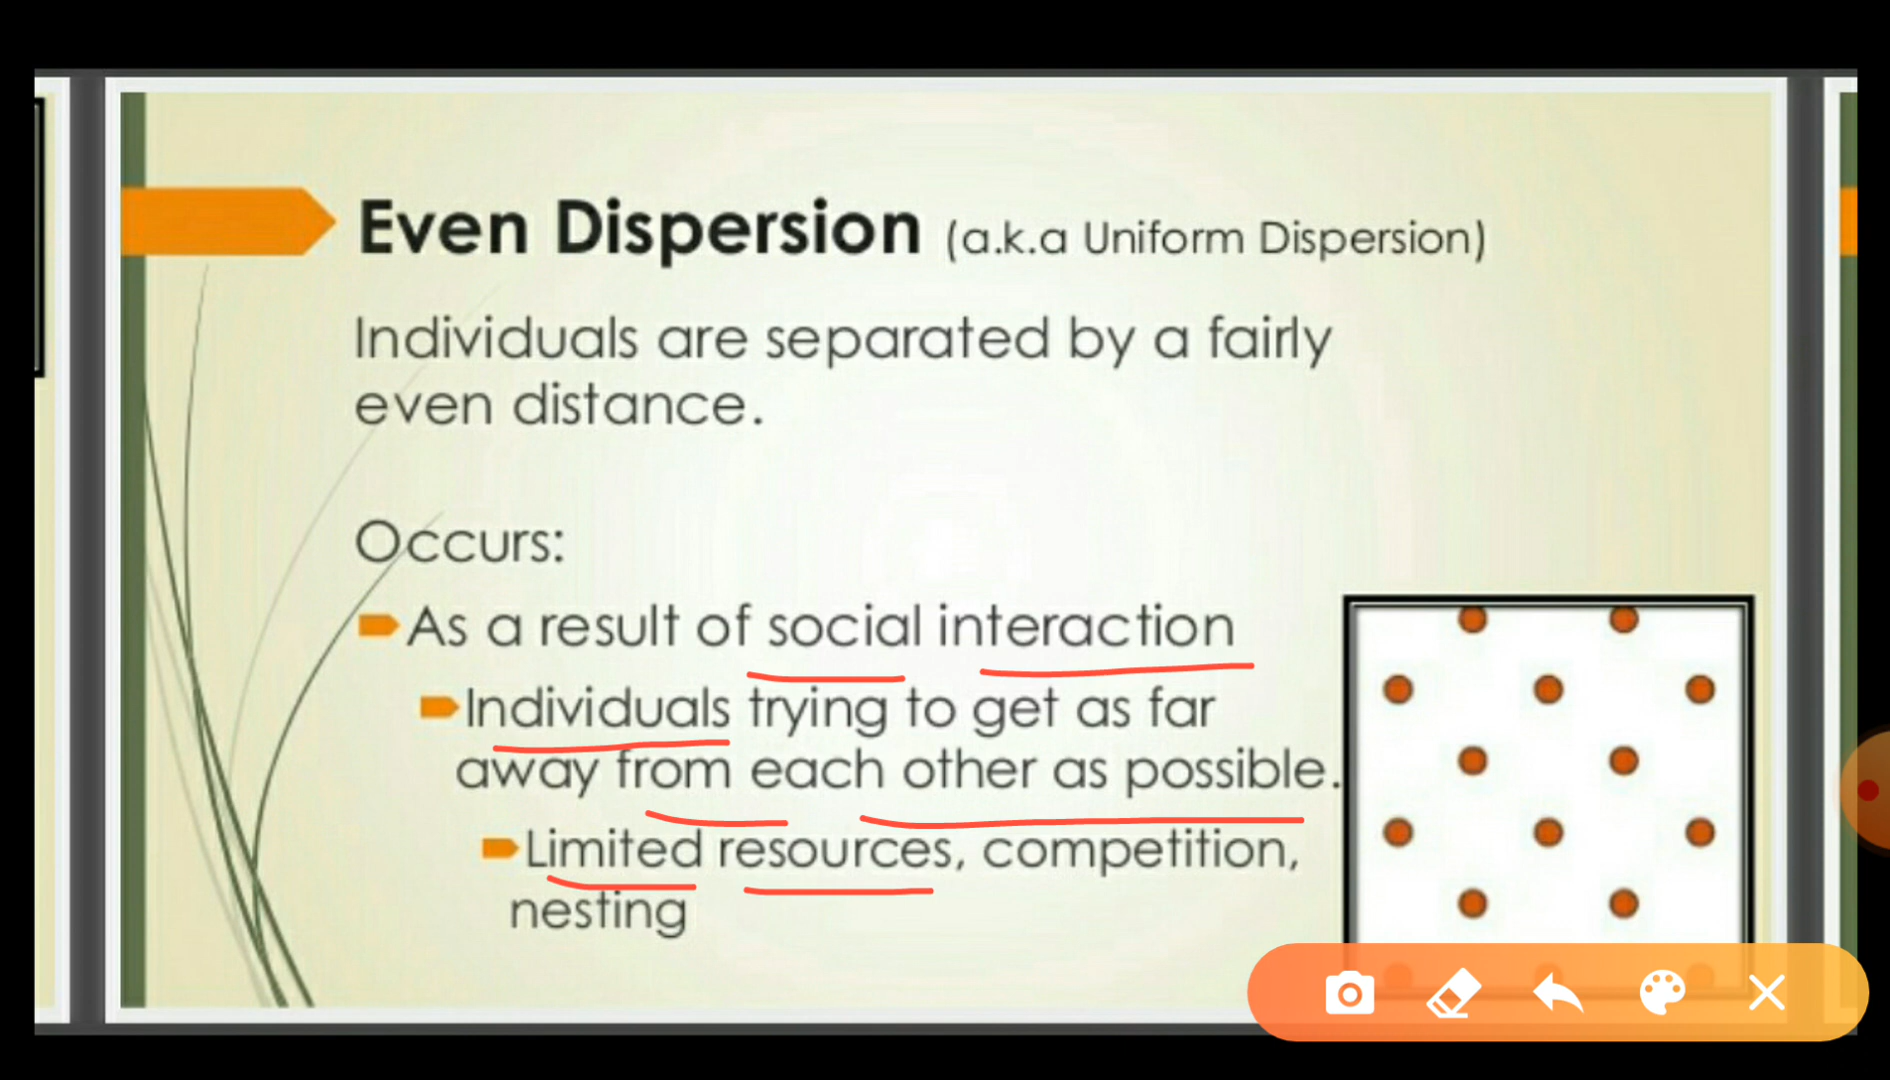 Even Dispersion (a.k.a Uniform Dispersion)
Individuals are separated by a fairly
even distance.
Occurs:
As a result of social interaction
Individuals trying to get as far
away from each other as possible.
Limited resources, competition,
nesting